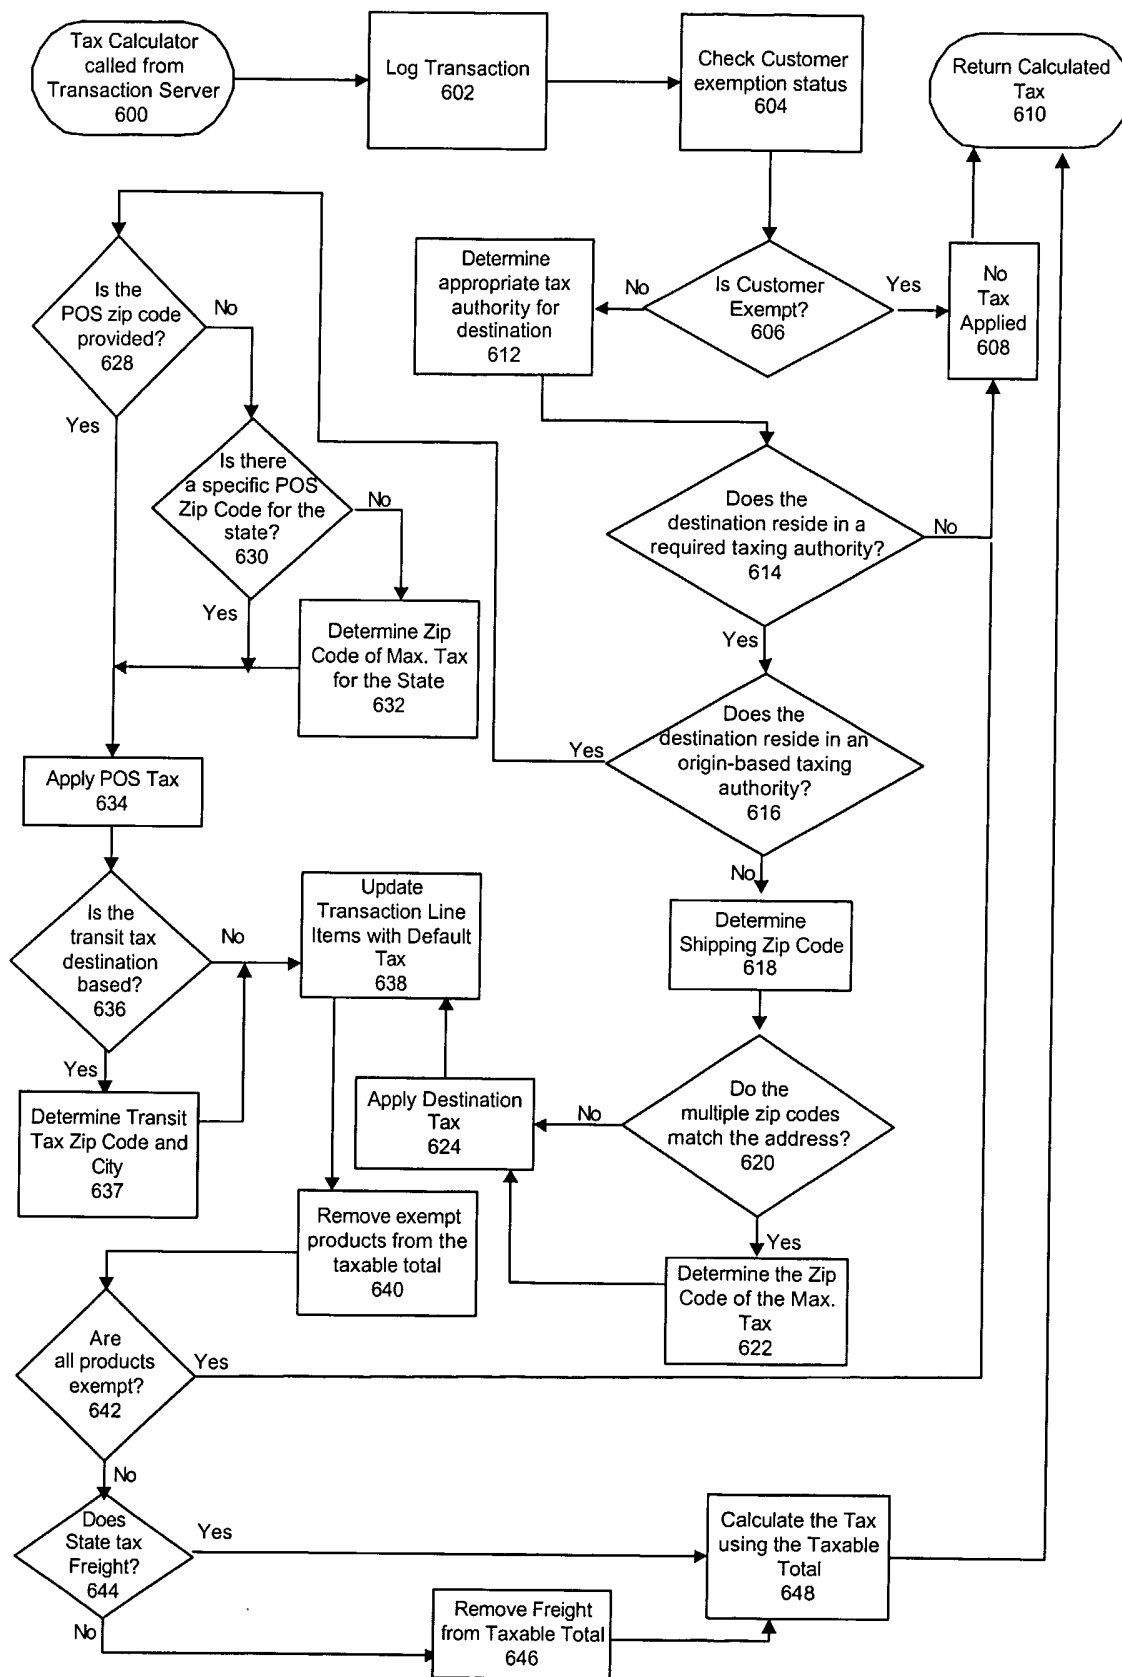 Tax Calculator
called from
Transaction Server
600
Log Transaction
602
Check Customer
exemption status
604
Return Calculated
Tax
610
Is the
POS zip code
provided?
628
No
Yes
Determine
appropriate tax
authority for
destination
612
No
Is Customer
Exempt?
606
Yes
No
Tax
Applied
608
Is there
a specific POS
Zip Code for the
state?
630
No
Yes
Does the
destination reside in a
required taxing authority?
614
No
Yes
Determine Zip
Code of Max. Tax
for the State
632
Does the
destination reside in an
origin-based taxing
authority?
616
Yes
No
Apply POS Tax
634
Is the
transit tax
destination
based?
636
No
Yes
Update
Transaction Line
Items with Default
Tax
638
Determine
Shipping Zip Code
618
Determine Transit
Tax Zip Code and
City
637
Apply Destination
Tax
624
No
Do the
multiple zip codes
match the address?
620
Yes
Remove exempt
products from the
taxable total
640
Determine the Zip
Code of the Max.
Tax
622
Are
all products
exempt?
642
Yes
No
Does
State tax
Freight?
644
Yes
No
Calculate the Tax
using the Taxable
Total
648
Remove Freight
from Taxable Total
646